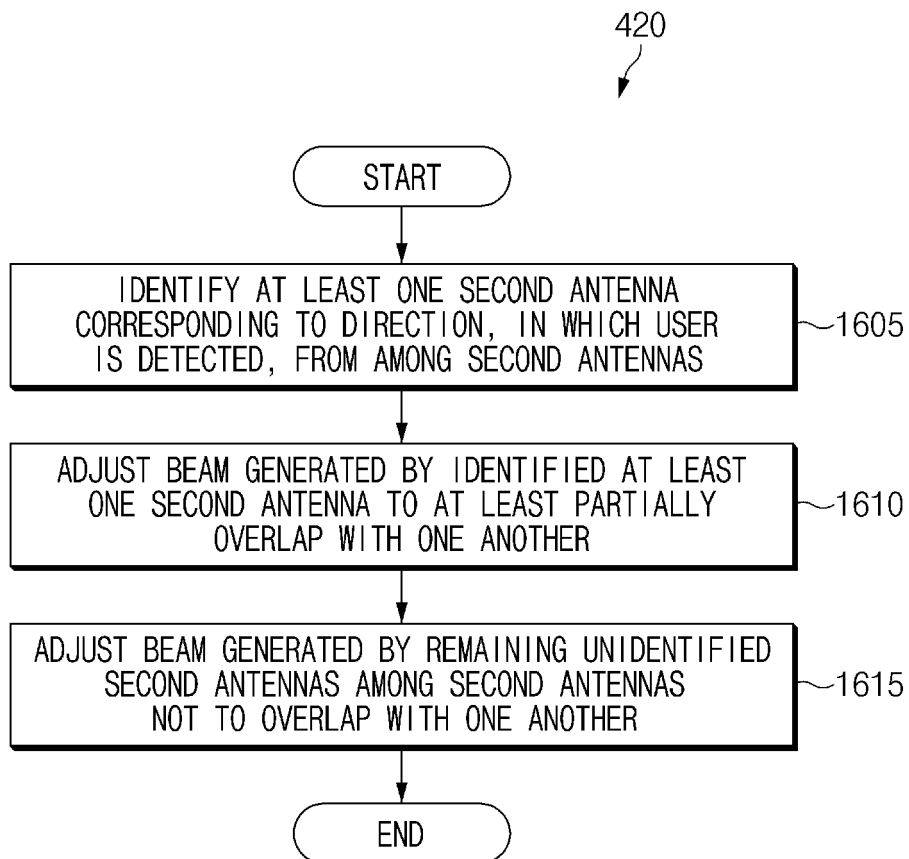 420
START
IDENTIFY AT LEAST ONE SECOND ANTENNA
CORRESPONDING TO DIRECTION, IN WHICH USER
IS DETECTED, FROM AMONG SECOND ANTENNAS
1605
ADJUST BEAM GENERATED BY IDENTIFIED AT LEAST
ONE SECOND ANTENNA TO AT LEAST PARTIALLY
OVERLAP WITH ONE ANOTHER
1610
ADJUST BEAM GENERATED BY REMAINING UNIDENTIFIED
SECOND ANTENNAS AMONG SECOND ANTENNAS
NOT TO OVERLAP WITH ONE ANOTHER
1615
END